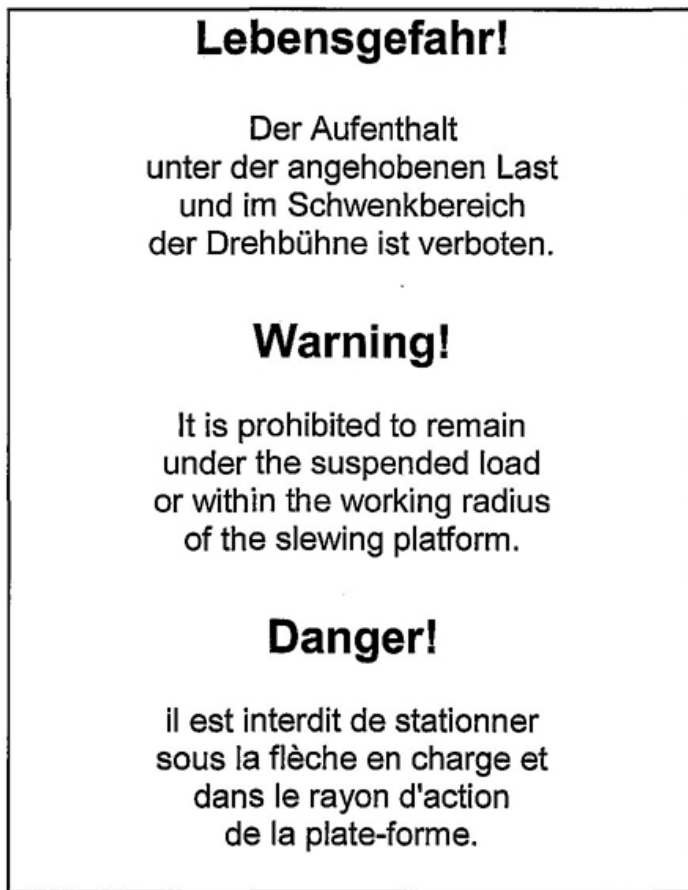 Lebensgefahr!
Der Aufenthalt
unter der angehobenen Last
und im Schwenkbereich
der Drehbühne ist verboten.
Warning!
It is prohibited to remain
under the suspended load
or within the working radius
of the slewing platform.
Danger!
il est interdit de stationner
sous la flèche en charge et
dans le rayon d'action
de la plate-forme.